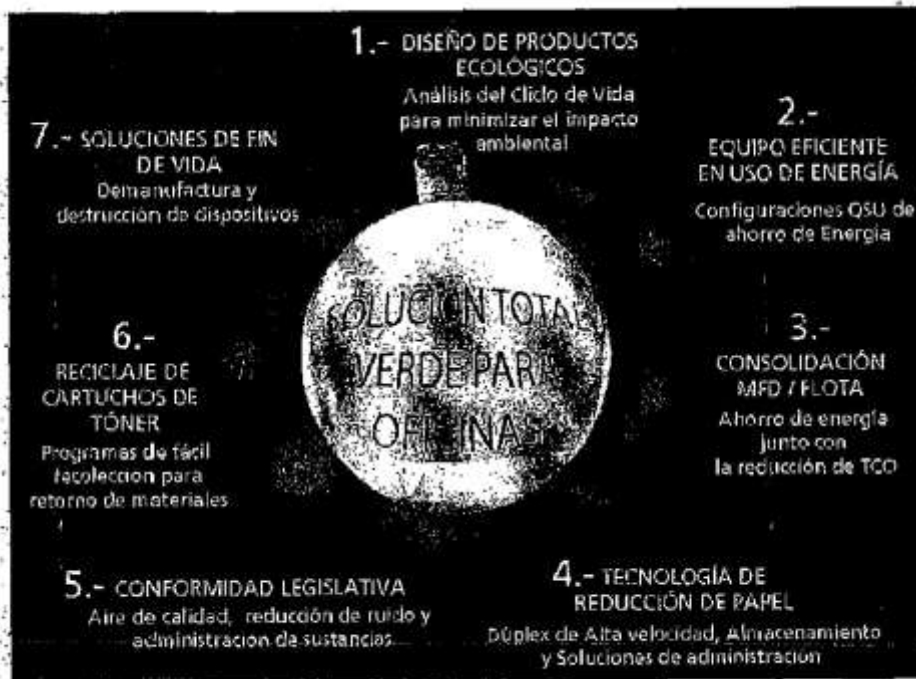 1.- DISEÑO DE PRODUCTOS
ECOLÓGICOS
Análisis del Cliclo de Vida
para minimizar el impacto
ambiental
2.-
EQUIPO EFICIENTE
EN USO DE ENERGÍA
Configuraciones QSU de
ahorro de Energía
3.-
CONSOLIDACIÓN
MFD / FLOTA
Ahorro de energía
junto con
la reducción de TCO
4.- TECNOLOGÍA DE
REDUCCIÓN DE PAPEL
Dúplex de Alta velocidad, Almacenamiento
y Soluciones de administración
5.- CONFORMIDAD LEGISLATIVA
Aire de calidad, reducción de ruido y
administración de sustancias
6.-
RECICLAJE DE
CARTUCHOS DE
TÓNER
Programas de fácil
recoleccion para
retorno de materiales
7.- SOLUCIONES DE FIN
DE VIDA
Demanufactura y
destrucción de dispositivos
SOLUCIÓN TOTAL
VERDE PARA
OFICINAS